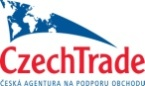 CzechTrade
ČESKÁ AGENTURA NA PODPORU OBCHODU